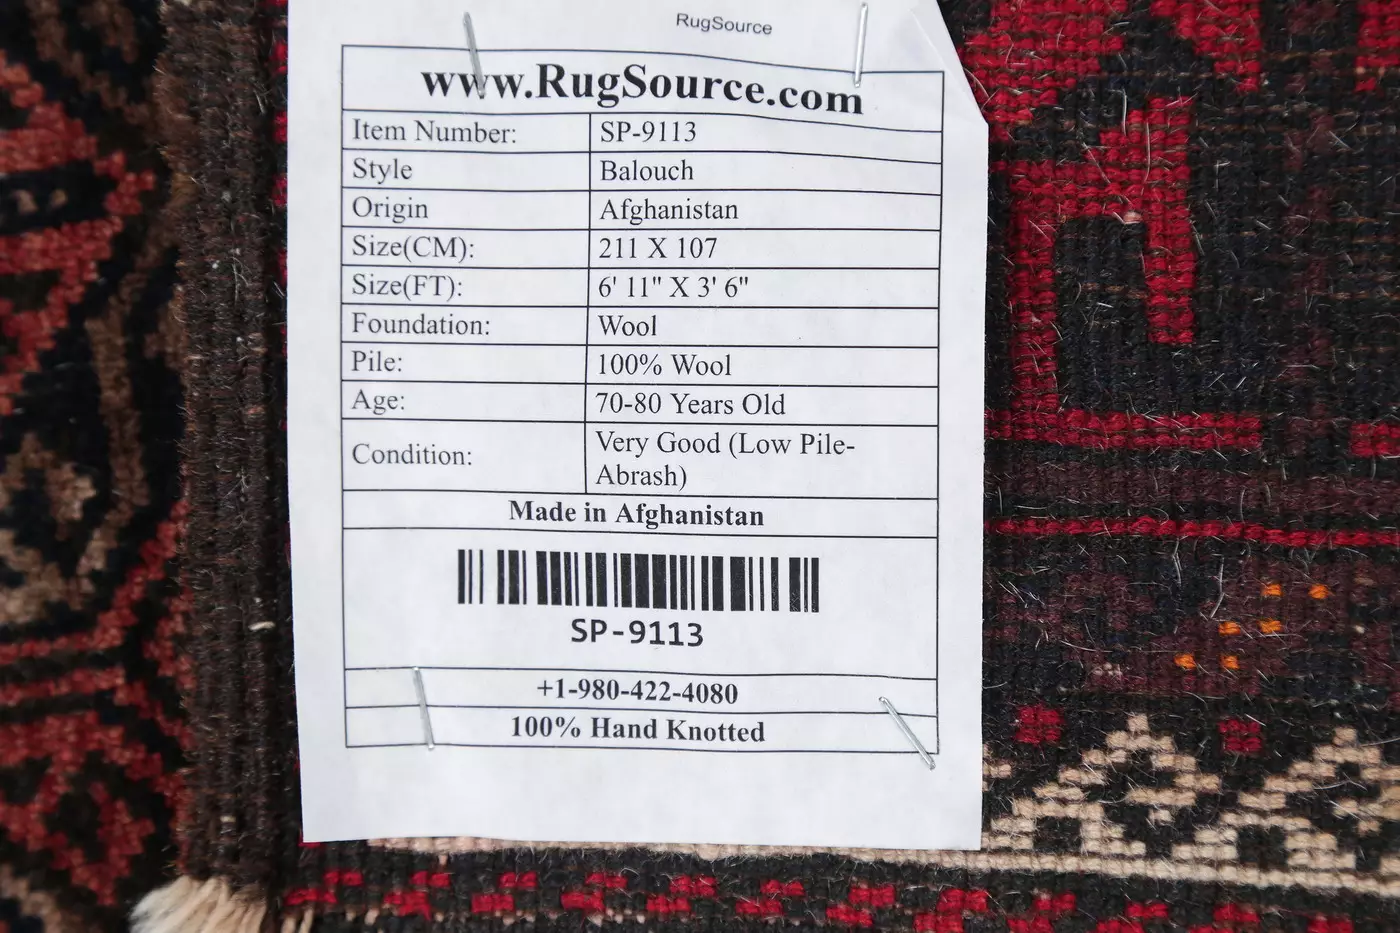 RugSource
www.RugSource.com
Item Number: SP-9113
Style Balouch
Origin Afghanistan
Size(CM): 211 X 107
Size(FT): 6' 11" X 3' 6"
Foundation: Wool
Pile: 100% Wool
Age: 70-80 Years Old
Condition: Very Good (Low Pile-
Abrash)
Made in Afghanistan
SP-9113
+1-980-422-4080
100% Hand Knotted